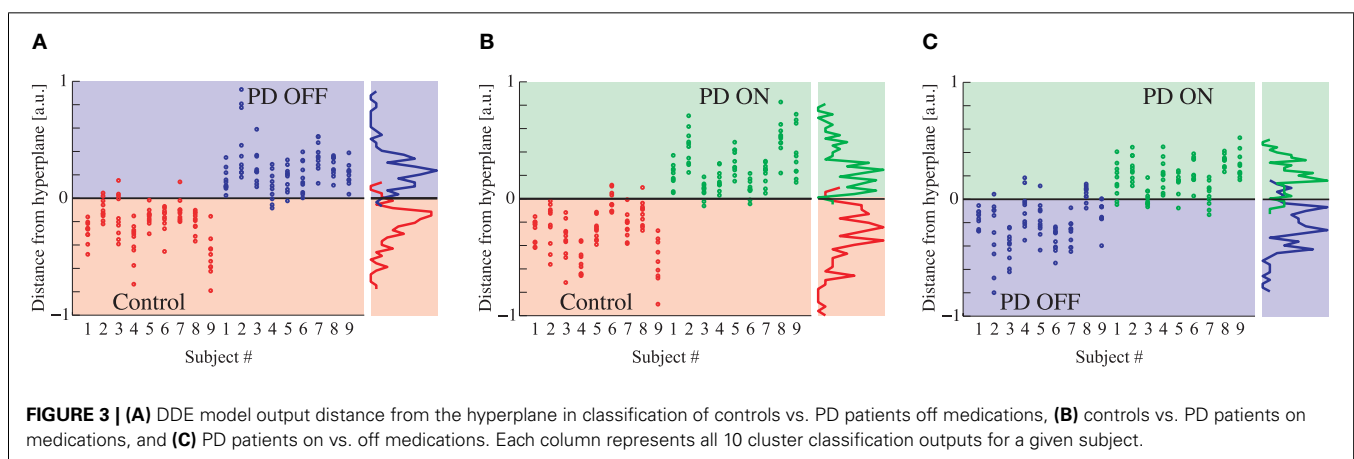 A
B
C
1
PD OFF
Distance from hyperplane [a.u.]
0
Control
−1
1 2 3 4 5 6 7 8 9 1 2 3 4 5 6 7 8 9
Subject #
1
PD ON
Distance from hyperplane [a.u.]
0
Control
−1
1 2 3 4 5 6 7 8 9 1 2 3 4 5 6 7 8 9
Subject #
1
PD ON
Distance from hyperplane [a.u.]
0
PD OFF
−1
1 2 3 4 5 6 7 8 9 1 2 3 4 5 6 7 8 9
Subject #
FIGURE 3 | (A) DDE model output distance from the hyperplane in classification of controls vs. PD patients off medications, (B) controls vs. PD patients on
medications, and (C) PD patients on vs. off medications. Each column represents all 10 cluster classification outputs for a given subject.